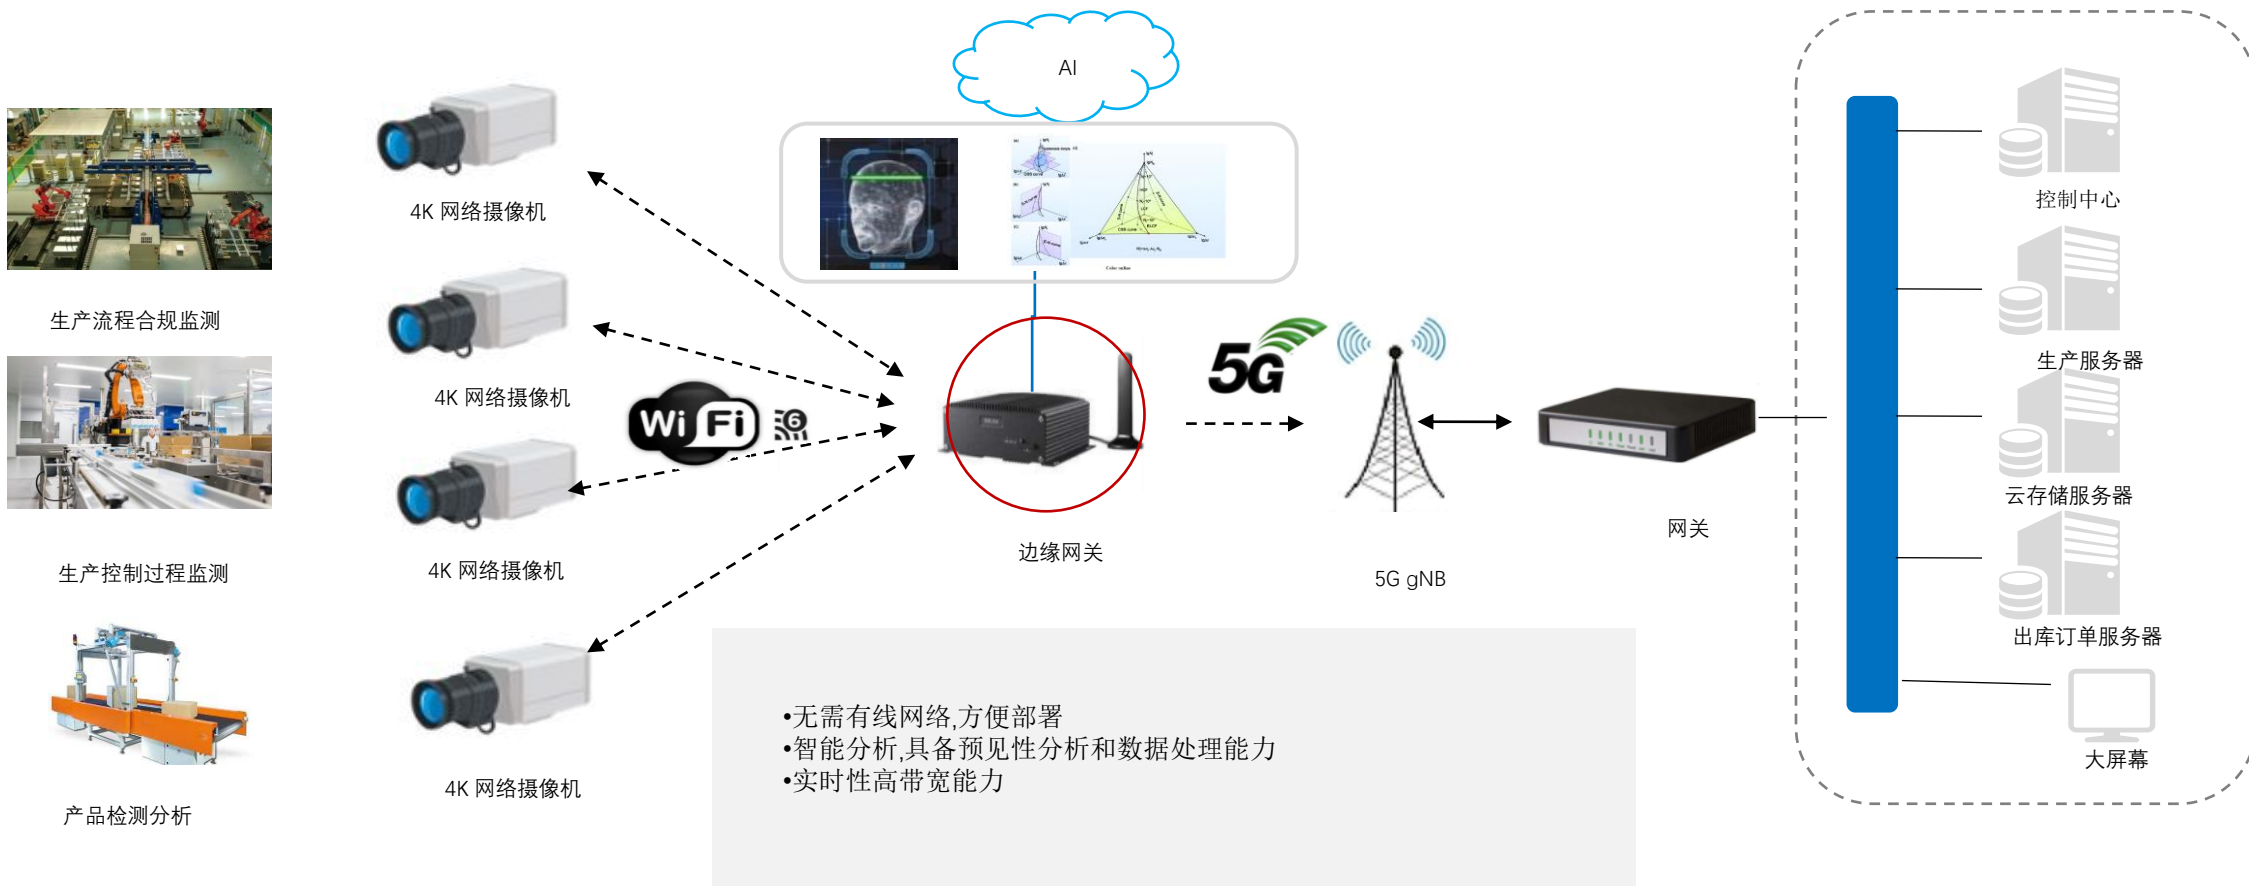 AI
生产流程合规监测
生产控制过程监测
产品检测分析
4K 网络摄像机
4K 网络摄像机
4K 网络摄像机
4K 网络摄像机
WiFi 6
边缘网关
5G
5G gNB
网关
控制中心
生产服务器
云存储服务器
出库订单服务器
大屏幕
•无需有线网络,方便部署
•智能分析,具备预见性分析和数据处理能力
•实时性高带宽能力